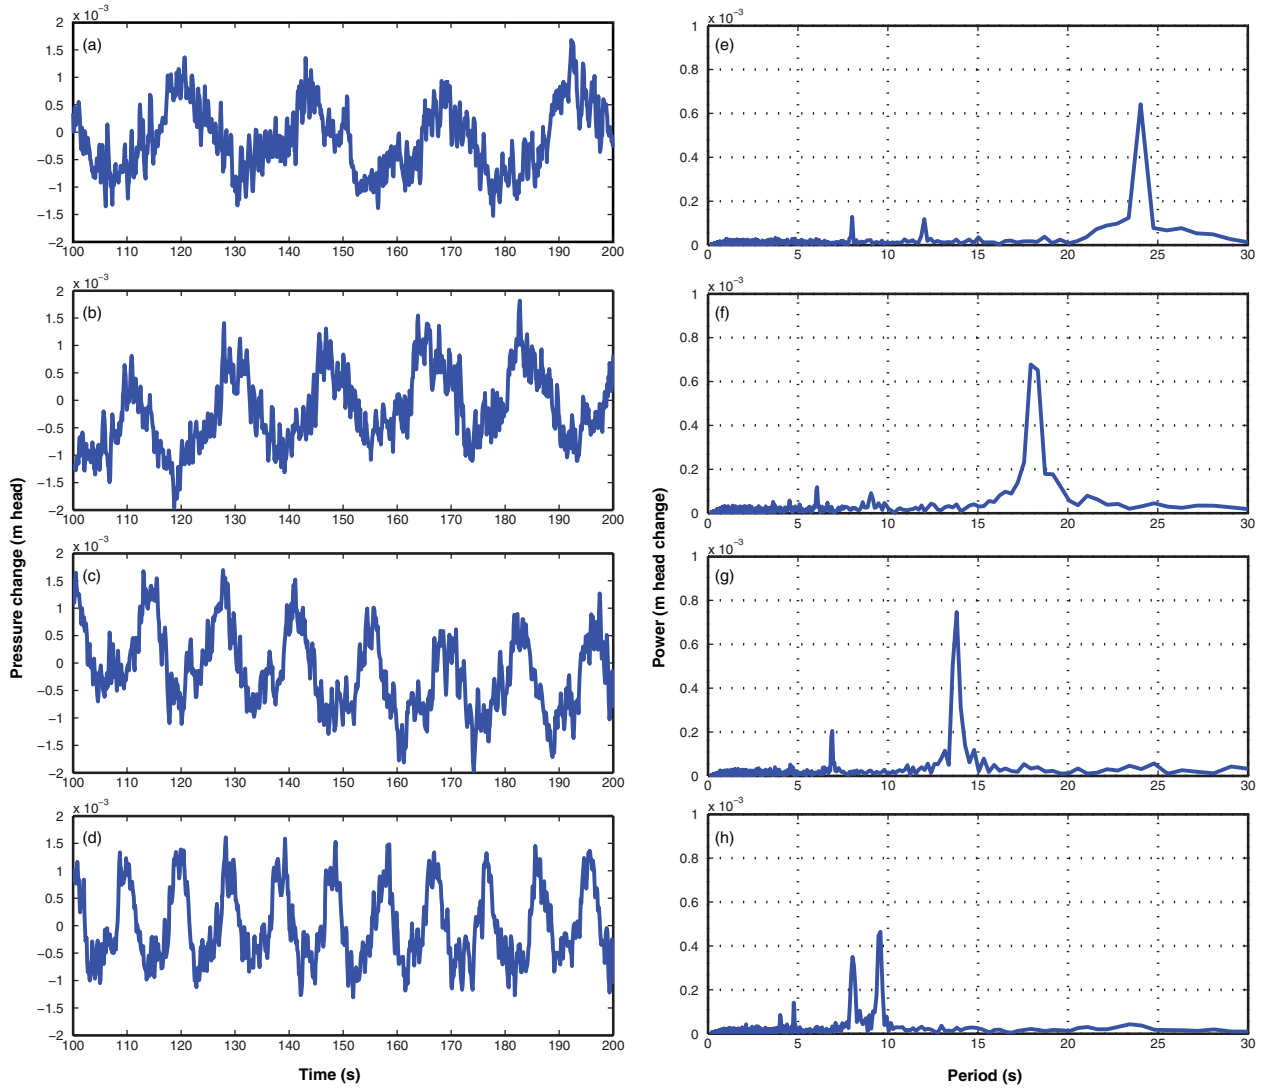 x 10⁻³
2
1.5
1
0.5
0
−0.5
−1
−1.5
−2
(a)
100 110 120 130 140 150 160 170 180 190 200
x 10⁻³
1
0.8
0.6
0.4
0.2
0
(e)
0 5 10 15 20 25 30
x 10⁻³
2
1.5
1
0.5
0
−0.5
−1
−1.5
−2
(b)
100 110 120 130 140 150 160 170 180 190 200
x 10⁻³
1
0.8
0.6
0.4
0.2
0
(f)
0 5 10 15 20 25 30
Pressure change (m head)
Power (m head change)
x 10⁻³
2
1.5
1
0.5
0
−0.5
−1
−1.5
−2
(c)
100 110 120 130 140 150 160 170 180 190 200
x 10⁻³
1
0.8
0.6
0.4
0.2
0
(g)
0 5 10 15 20 25 30
x 10⁻³
2
1.5
1
0.5
0
−0.5
−1
−1.5
−2
(d)
100 110 120 130 140 150 160 170 180 190 200
Time (s)
x 10⁻³
1
0.8
0.6
0.4
0.2
0
(h)
0 5 10 15 20 25 30
Period (s)